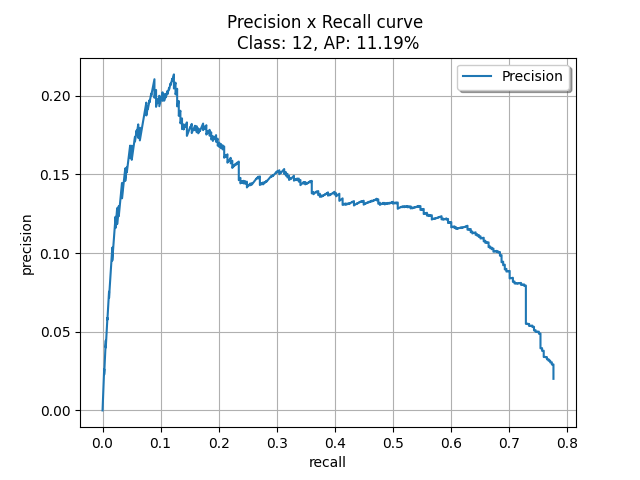 Precision x Recall curve
Class: 12, AP: 11.19%
Precision
precision
0.20
0.15
0.10
0.05
0.00
0.0 0.1 0.2 0.3 0.4 0.5 0.6 0.7 0.8
recall